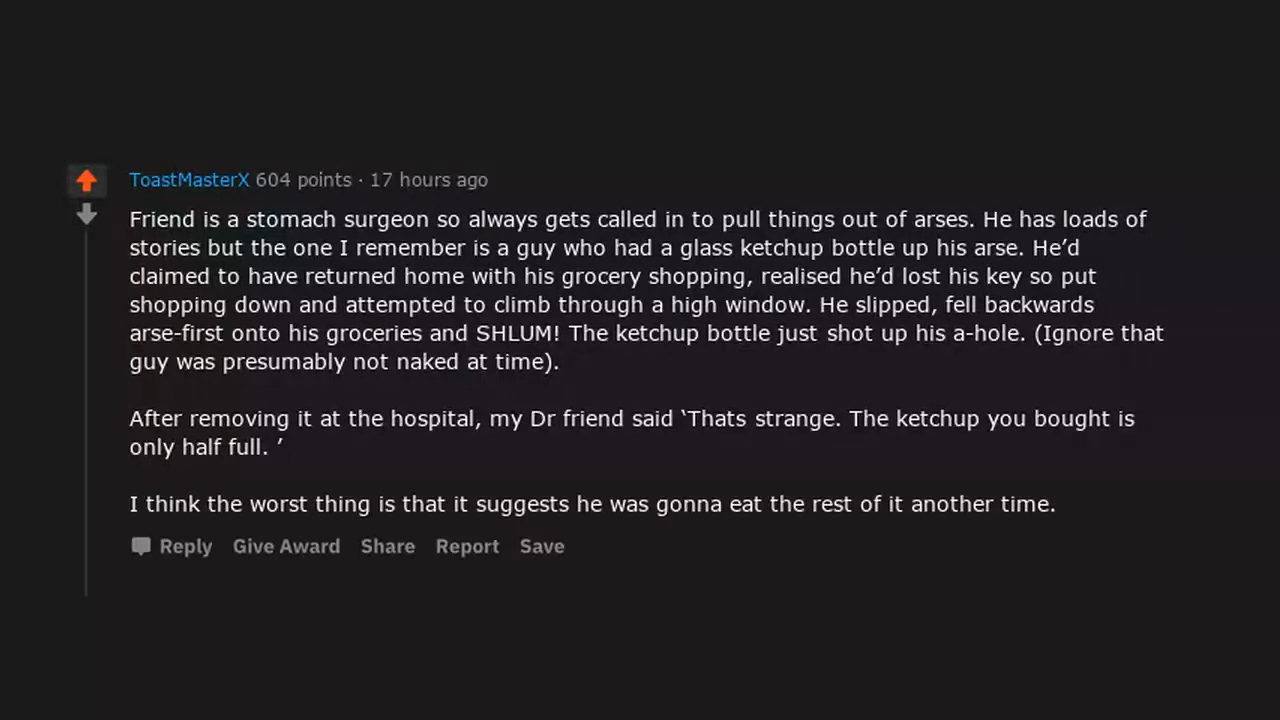 ToastMasterX 604 points · 17 hours ago
Friend is a stomach surgeon so always gets called in to pull things out of arses. He has loads of
stories but the one I remember is a guy who had a glass ketchup bottle up his arse. He’d
claimed to have returned home with his grocery shopping, realised he’d lost his key so put
shopping down and attempted to climb through a high window. He slipped, fell backwards
arse-first onto his groceries and SHLUM! The ketchup bottle just shot up his a-hole. (Ignore that
guy was presumably not naked at time).
After removing it at the hospital, my Dr friend said ‘Thats strange. The ketchup you bought is
only half full. ’
I think the worst thing is that it suggests he was gonna eat the rest of it another time.
Reply Give Award Share Report Save